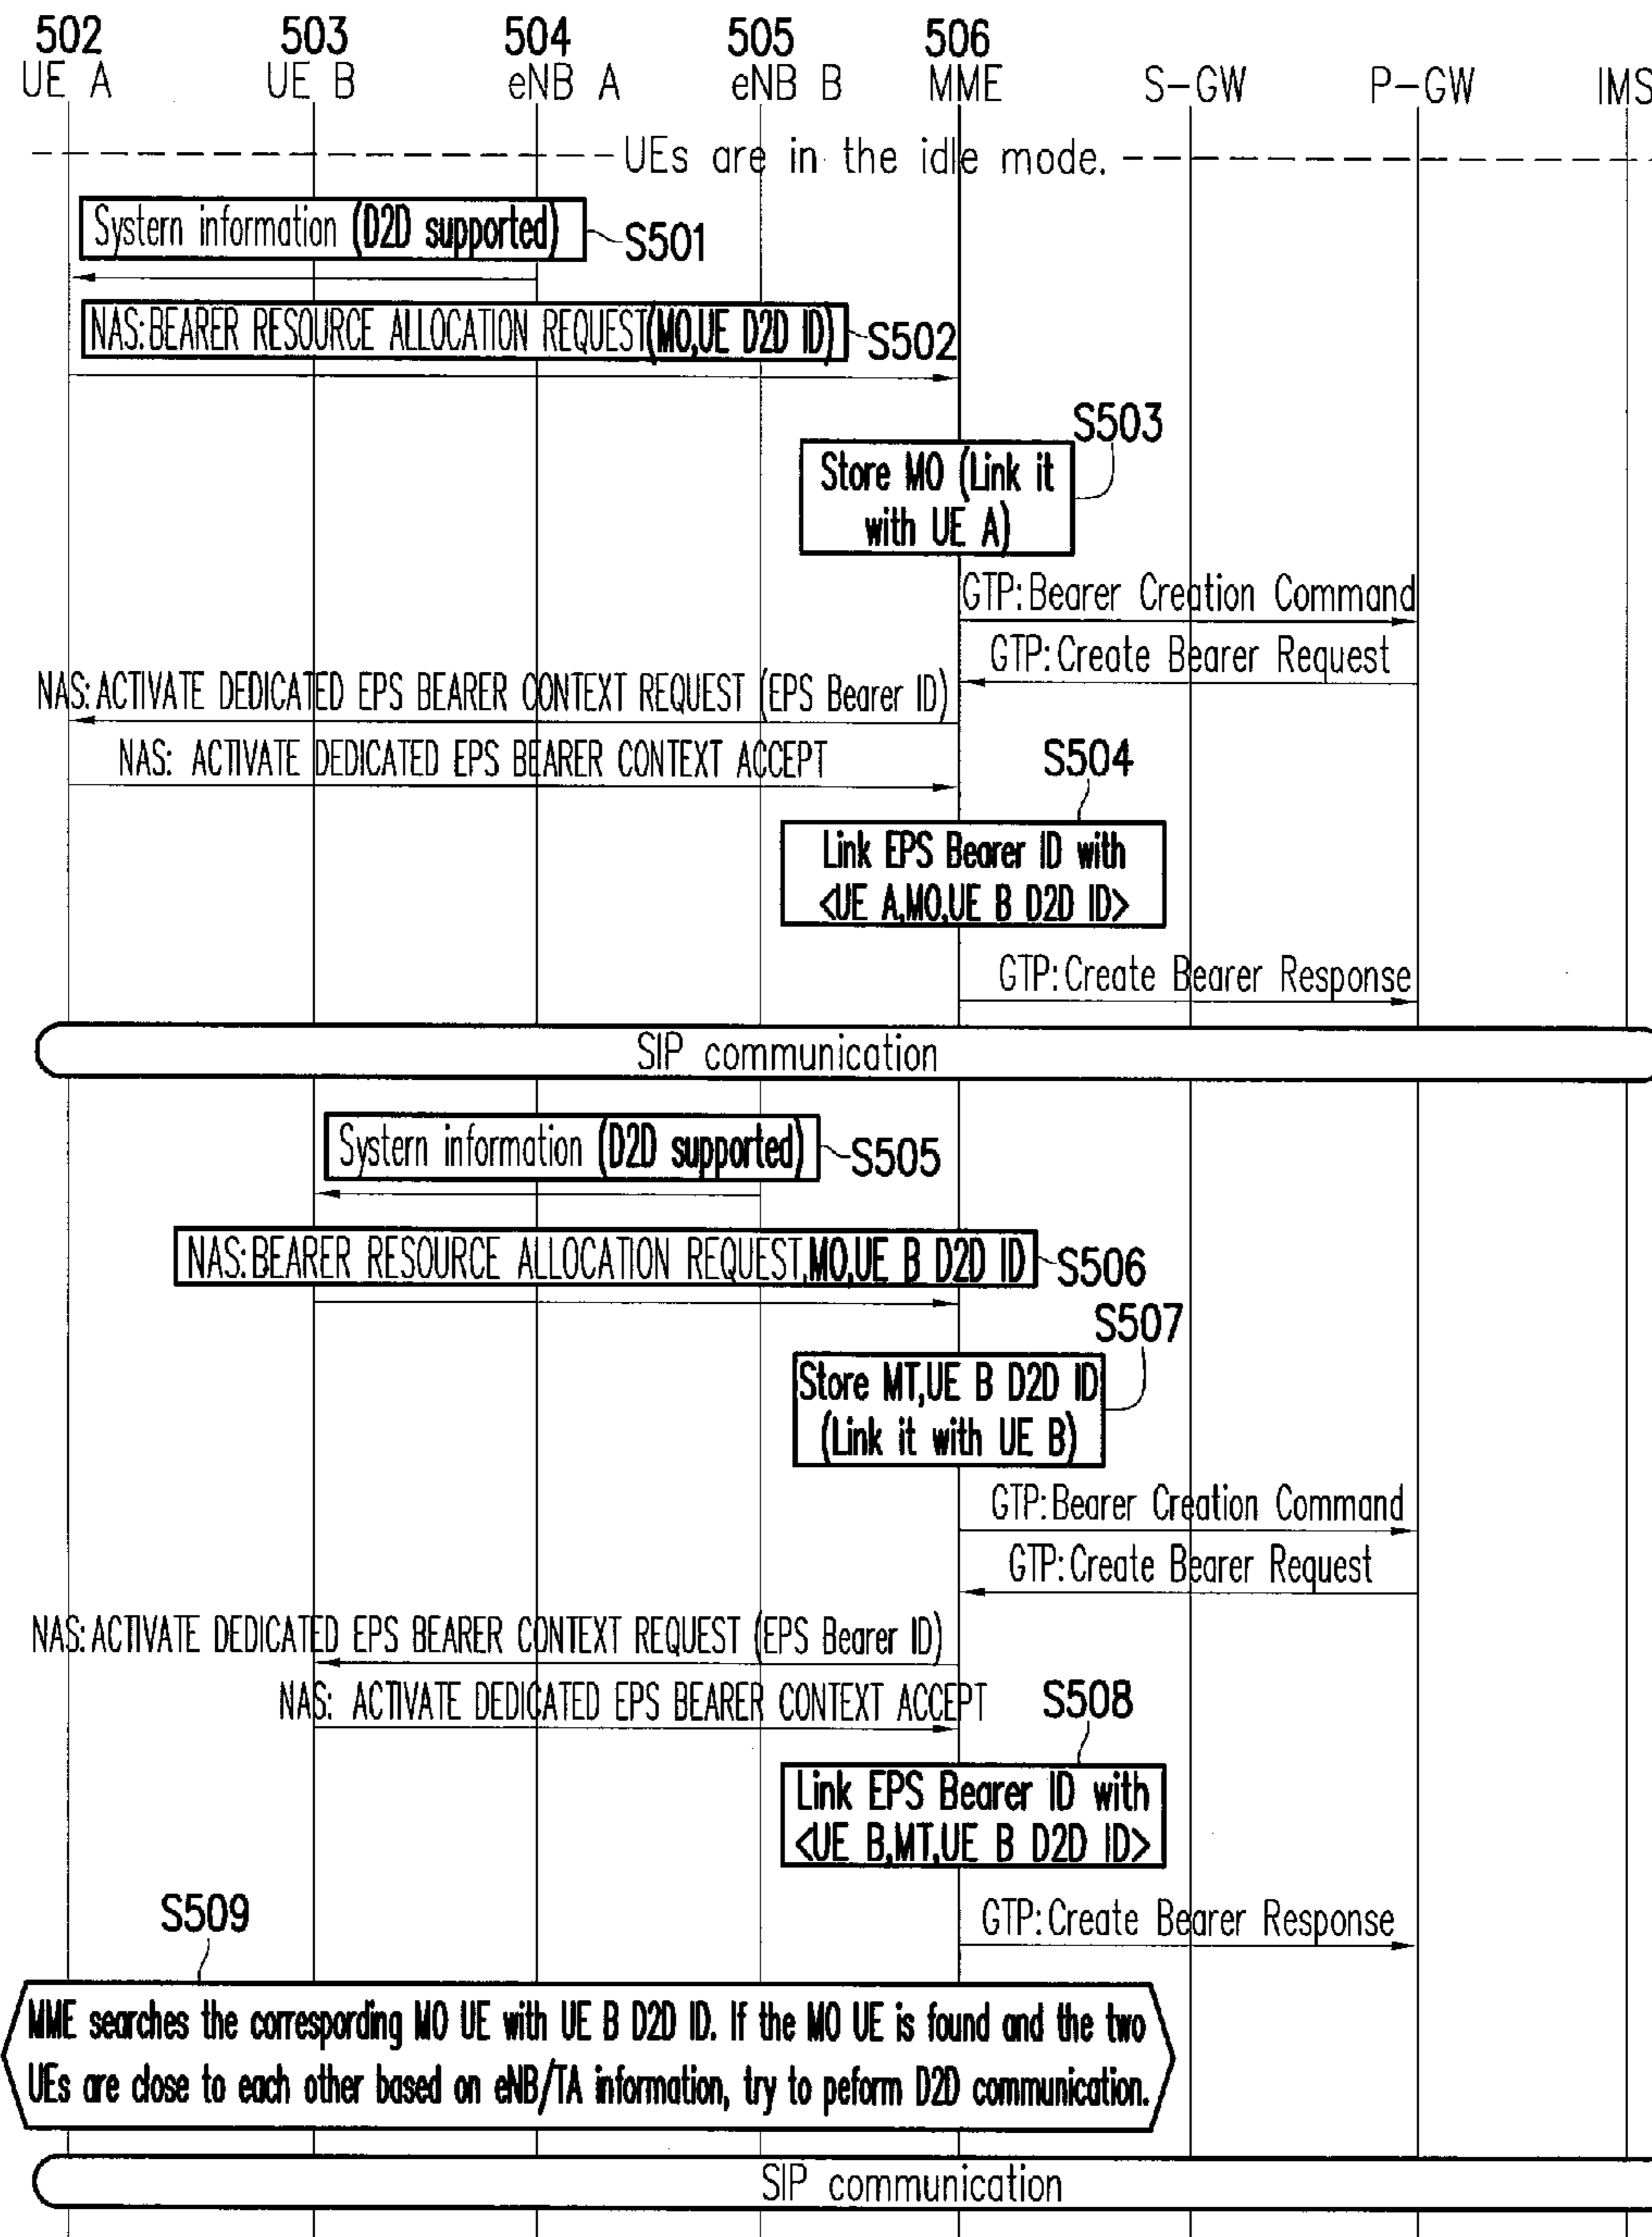 502 503 504 505 506
UE A UE B eNB A eNB B MME S-GW P-GW IMS
UEs are in the idle mode.
System information (D2D supported) S501
NAS:BEARER RESOURCE ALLOCATION REQUEST(MO,UE D2D ID) S502
S503
Store MO (Link it
with UE A)
GTP:Bearer Creation Command
GTP:Create Bearer Request
NAS:ACTIVATE DEDICATED EPS BEARER CONTEXT REQUEST (EPS Bearer ID)
NAS: ACTIVATE DEDICATED EPS BEARER CONTEXT ACCEPT
S504
Link EPS Bearer ID with
<UE A,MO,UE B D2D ID>
GTP:Create Bearer Response
SIP communication
System information (D2D supported) S505
NAS:BEARER RESOURCE ALLOCATION REQUEST,MO,UE B D2D ID S506
S507
Store MT,UE B D2D ID
(Link it with UE B)
GTP:Bearer Creation Command
GTP:Create Bearer Request
NAS:ACTIVATE DEDICATED EPS BEARER CONTEXT REQUEST (EPS Bearer ID)
NAS: ACTIVATE DEDICATED EPS BEARER CONTEXT ACCEPT
S508
Link EPS Bearer ID with
<UE B,MT,UE B D2D ID>
GTP:Create Bearer Response
S509
MME searches the correspording MO UE with UE B D2D ID. If the MO UE is found and the two
UEs are close to each other based on eNB/TA information, try to peform D2D communication.
SIP communication